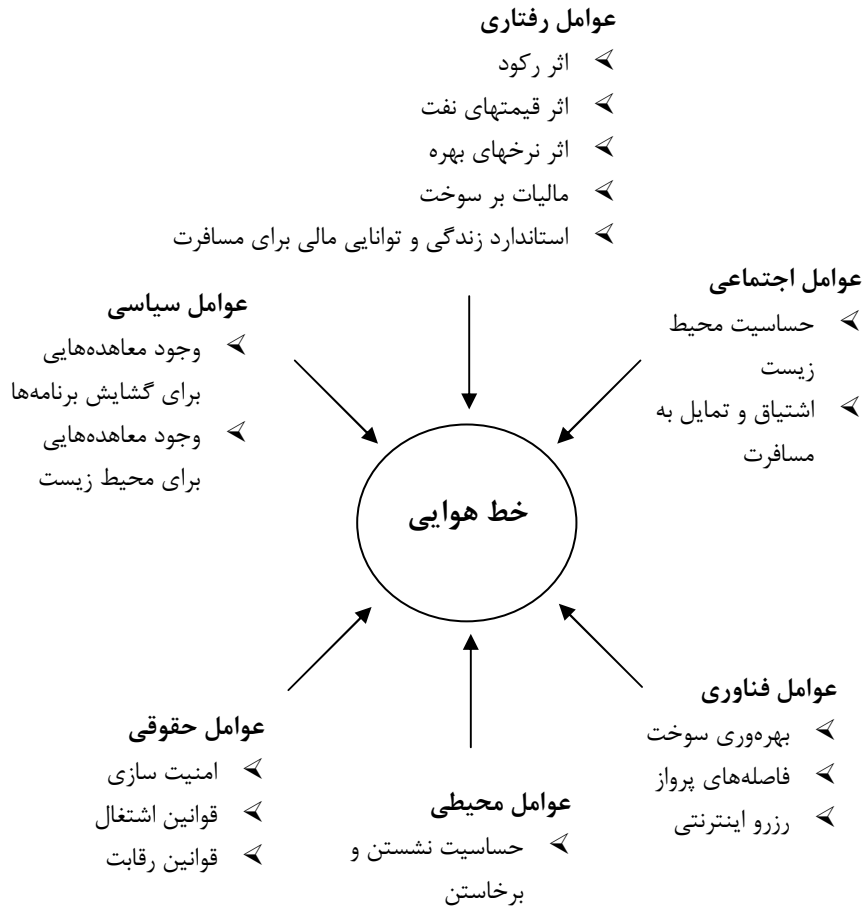 عوامل رفتاری
اثر رکود
اثر قیمتهای نفت
اثر نرخهای بهره
مالیات بر سوخت
استاندارد زندگی و توانایی مالی برای مسافرت
عوامل اجتماعی
حساسیت محیط
زیست
اشتیاق و تمایل به
مسافرت
عوامل سیاسی
وجود معاهده‌هایی
برای گشایش برنامه‌ها
وجود معاهده‌هایی
برای محیط زیست
خط هوایی
عوامل فناوری
بهره‌وری سوخت
فاصله‌های پرواز
رزرو اینترنتی
عوامل محیطی
حساسیت نشستن و
برخاستن
عوامل حقوقی
امنیت سازی
قوانین اشتغال
قوانین رقابت